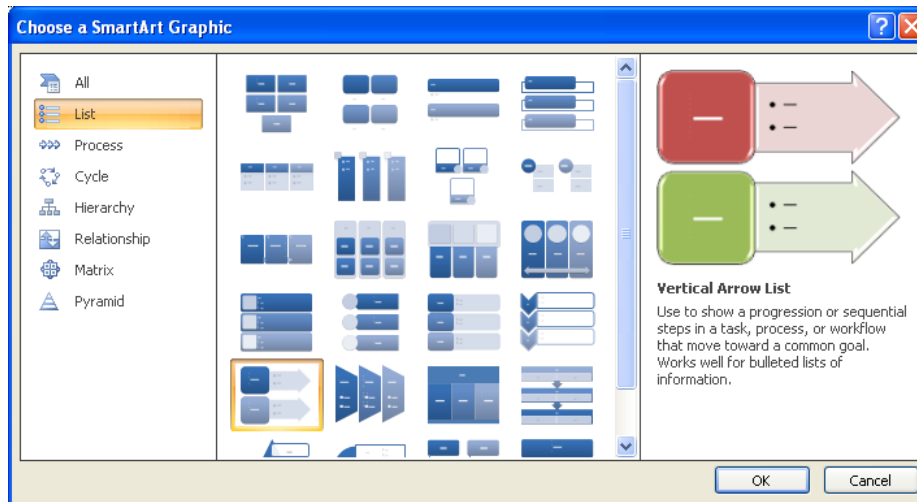 Choose a SmartArt Graphic
All
List
Process
Cycle
Hierarchy
Relationship
Matrix
Pyramid
Vertical Arrow List
Use to show a progression or sequential
steps in a task, process, or workflow
that move toward a common goal.
Works well for bulleted lists of
information.
OK
Cancel